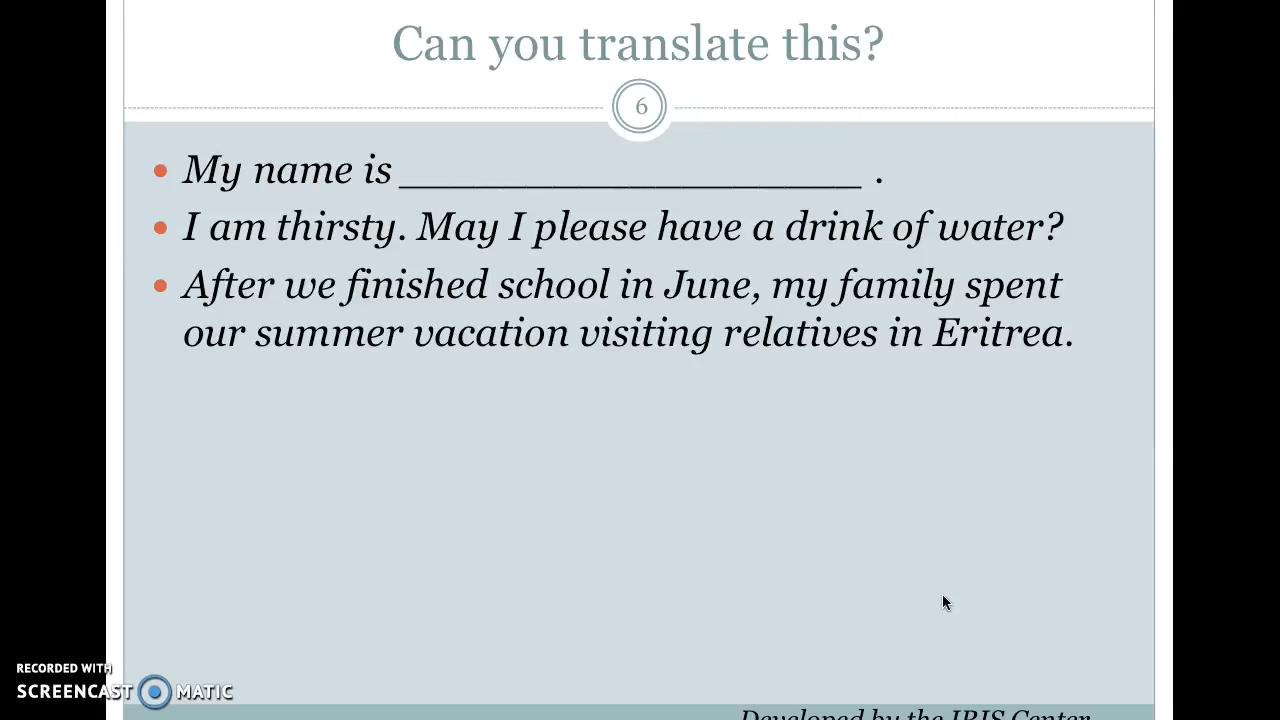 Can you translate this?
6
• My name is __________________ .
• I am thirsty. May I please have a drink of water?
• After we finished school in June, my family spent
our summer vacation visiting relatives in Eritrea.
RECORDED WITH
SCREENCAST MATIC
Developed by the IRIS Center